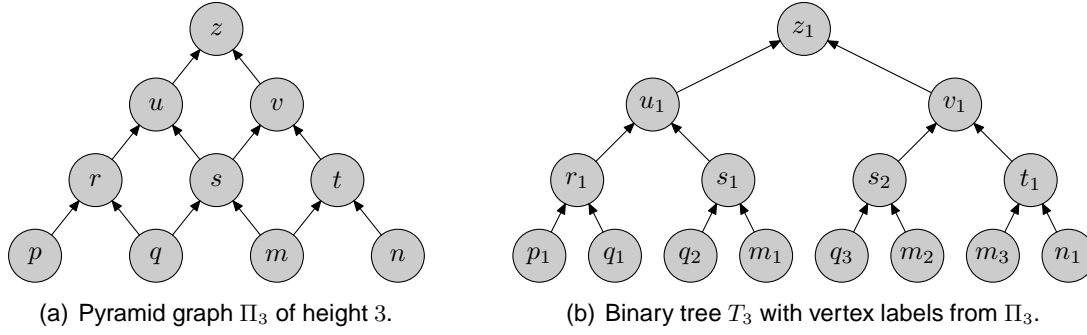 z
u v
r s t
p q m n
(a) Pyramid graph Π₃ of height 3.
z₁
u₁ v₁
r₁ s₁ s₂ t₁
p₁ q₁ q₂ m₁ q₃ m₂ m₃ n₁
(b) Binary tree T₃ with vertex labels from Π₃.